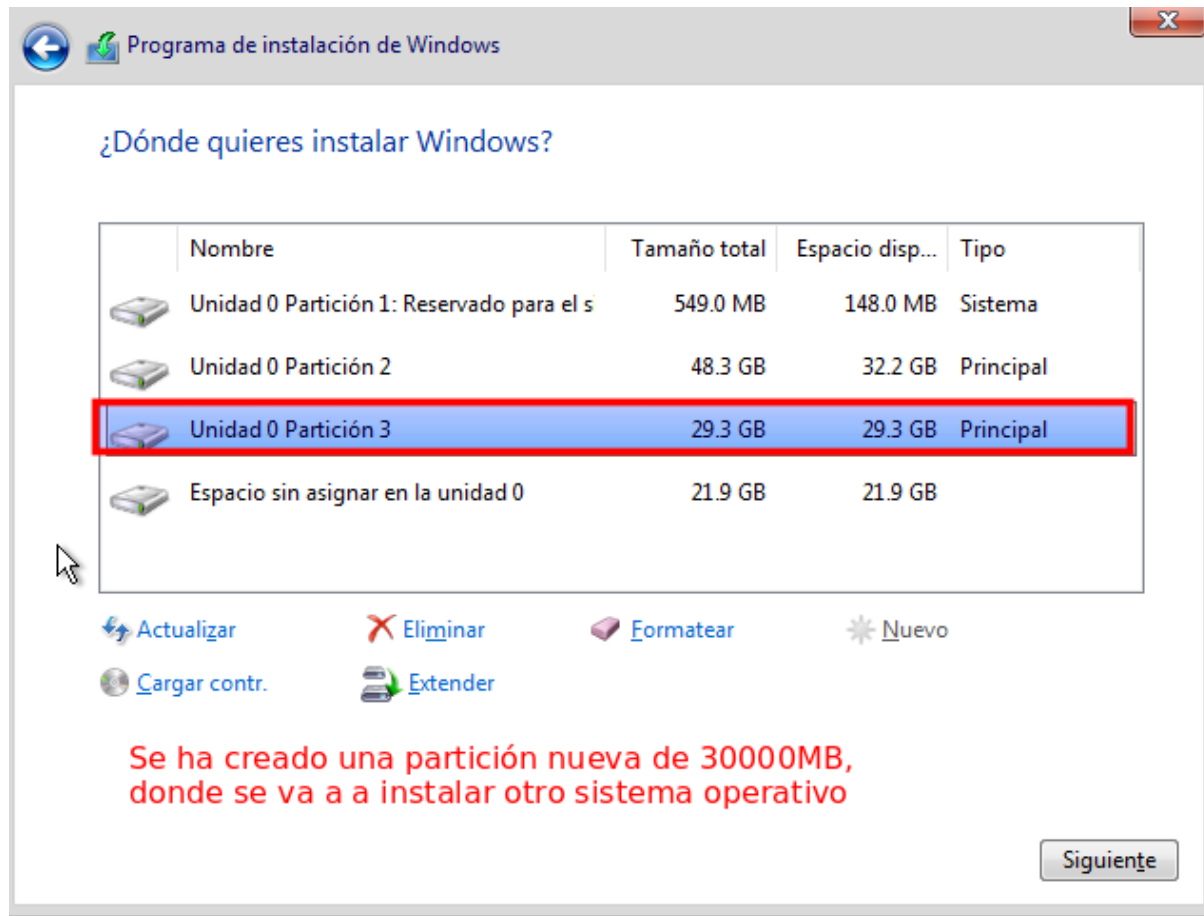 Programa de instalación de Windows
¿Dónde quieres instalar Windows?
Nombre Tamaño total Espacio disp... Tipo
Unidad 0 Partición 1: Reservado para el s 549.0 MB 148.0 MB Sistema
Unidad 0 Partición 2 48.3 GB 32.2 GB Principal
Unidad 0 Partición 3 29.3 GB 29.3 GB Principal
Espacio sin asignar en la unidad 0 21.9 GB 21.9 GB
Actualizar Eliminar Formatear Nuevo
Cargar contr. Extender
Se ha creado una partición nueva de 30000MB,
donde se va a a instalar otro sistema operativo
Siguiente